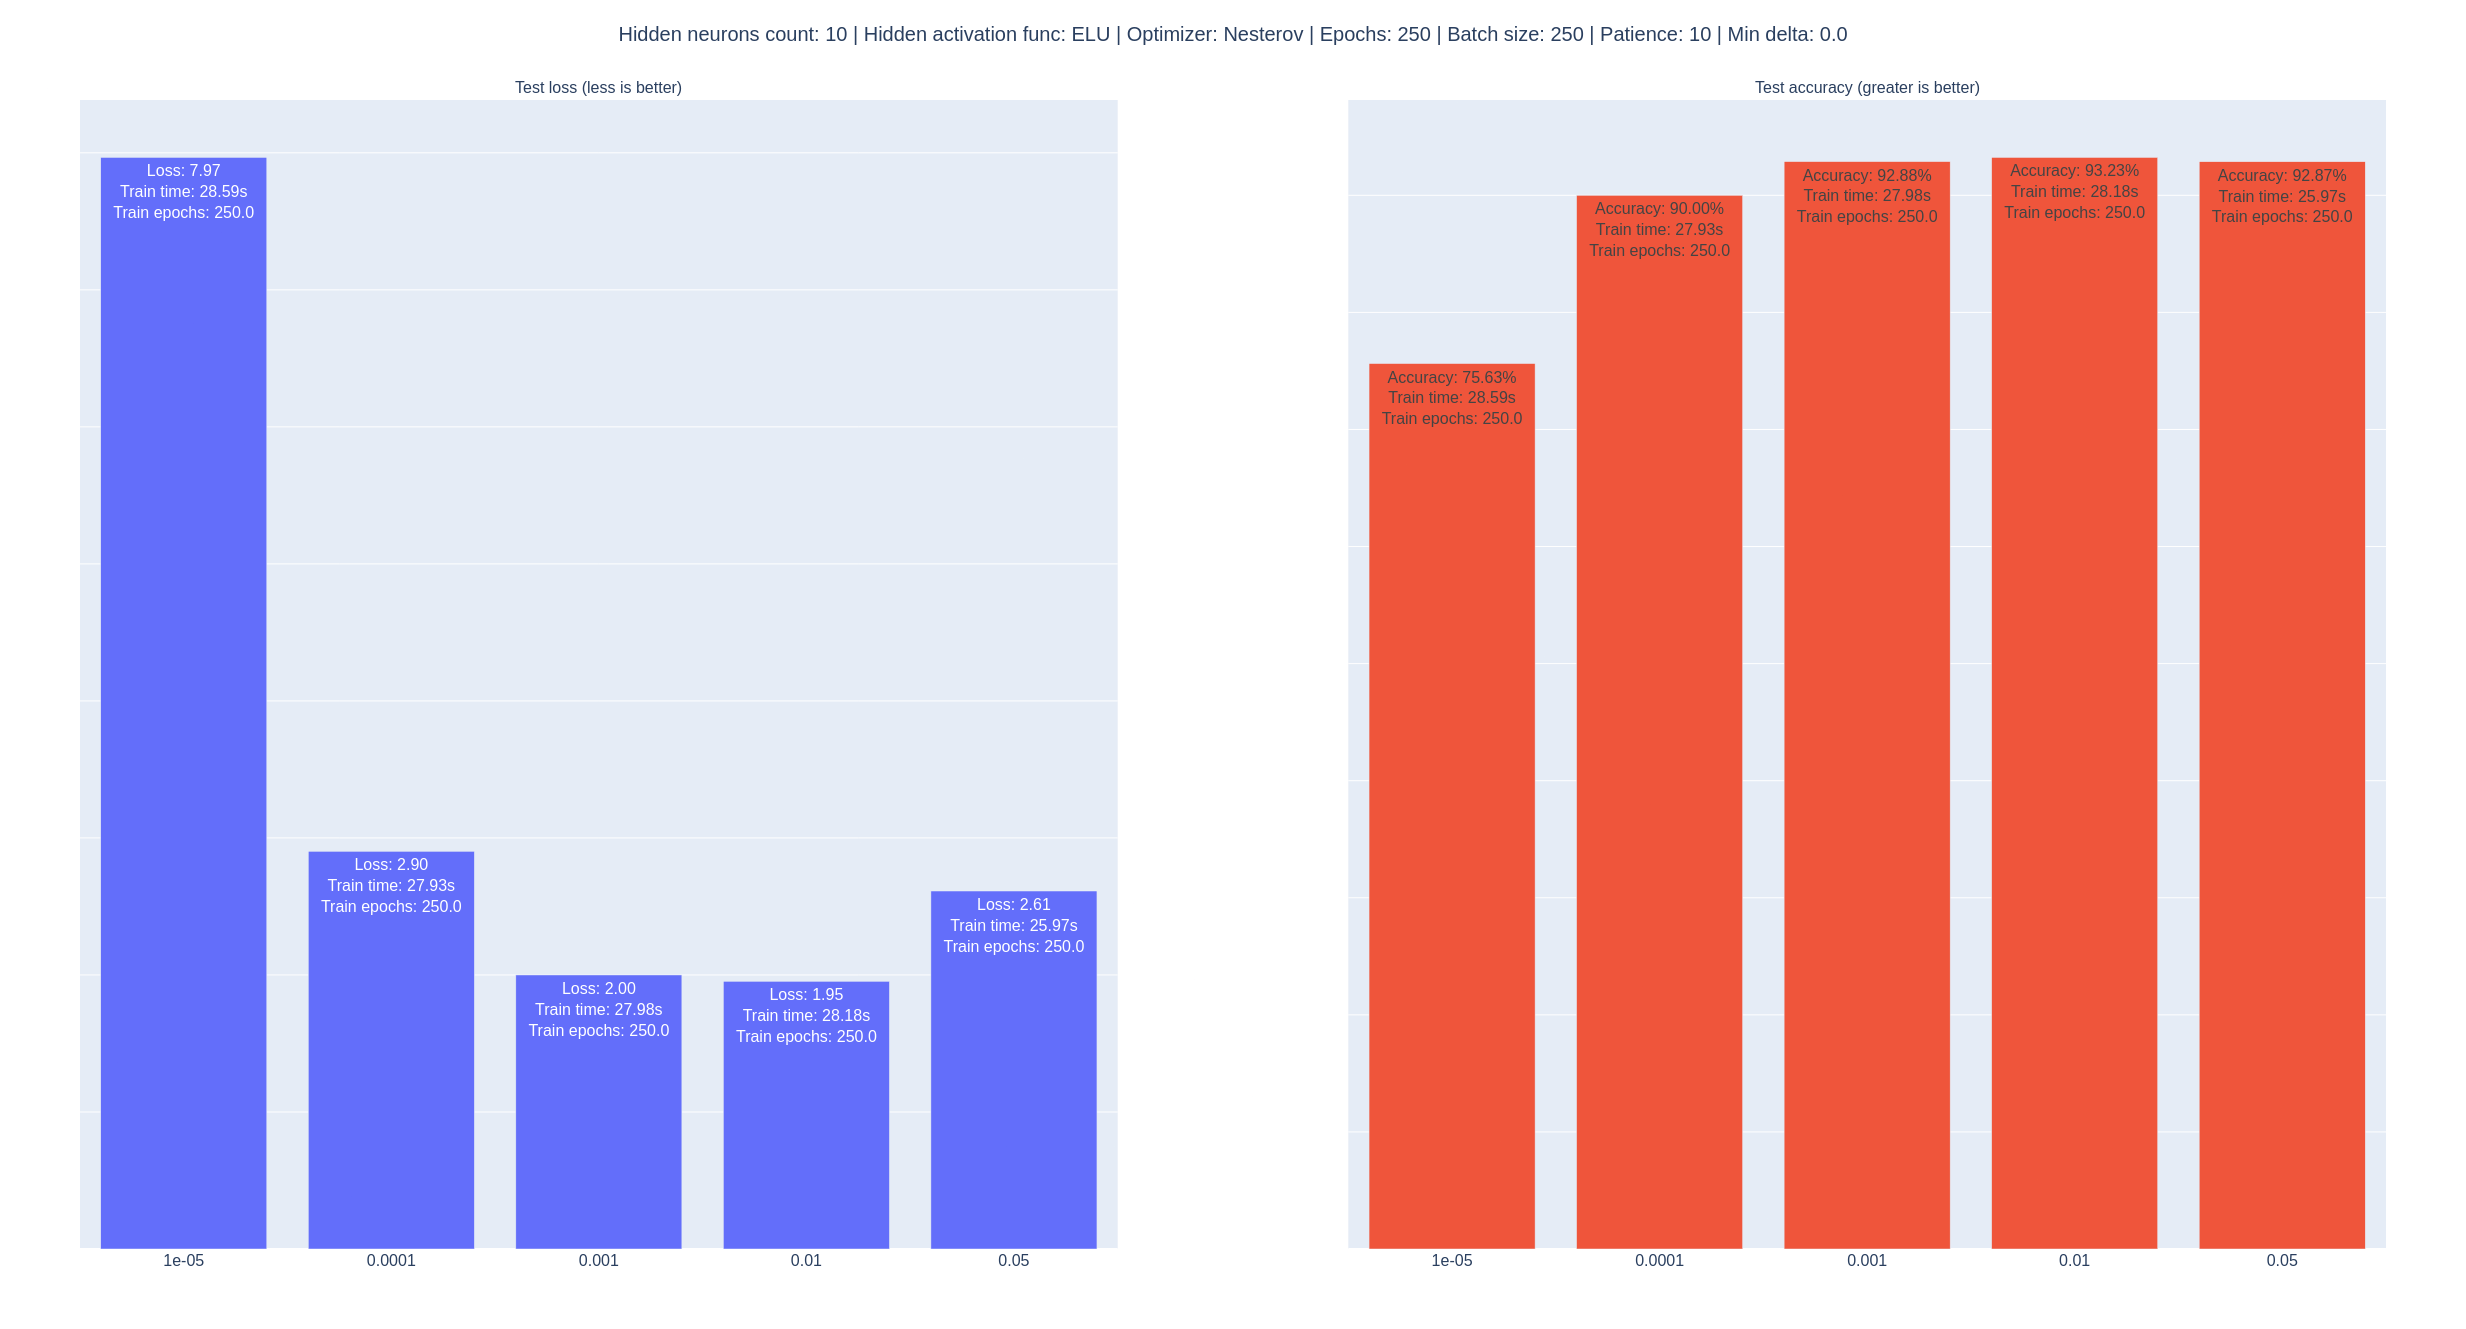 Hidden neurons count: 10 | Hidden activation func: ELU | Optimizer: Nesterov | Epochs: 250 | Batch size: 250 | Patience: 10 | Min delta: 0.0
Test loss (less is better)
Loss: 7.97
Train time: 28.59s
Train epochs: 250.0
Loss: 2.90
Train time: 27.93s
Train epochs: 250.0
Loss: 2.00
Train time: 27.98s
Train epochs: 250.0
Loss: 1.95
Train time: 28.18s
Train epochs: 250.0
Loss: 2.61
Train time: 25.97s
Train epochs: 250.0
1e-05
0.0001
0.001
0.01
0.05
Test accuracy (greater is better)
Accuracy: 75.63%
Train time: 28.59s
Train epochs: 250.0
Accuracy: 90.00%
Train time: 27.93s
Train epochs: 250.0
Accuracy: 92.88%
Train time: 27.98s
Train epochs: 250.0
Accuracy: 93.23%
Train time: 28.18s
Train epochs: 250.0
Accuracy: 92.87%
Train time: 25.97s
Train epochs: 250.0
1e-05
0.0001
0.001
0.01
0.05